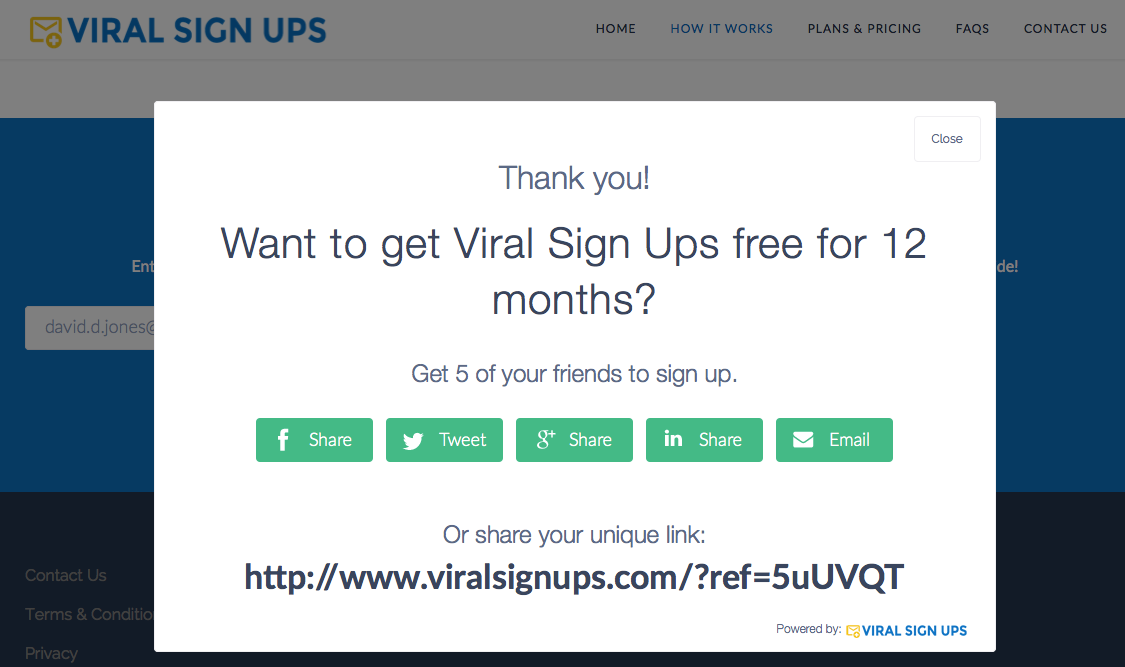 VIRAL SIGN UPS
HOME HOW IT WORKS PLANS & PRICING FAQS CONTACT US
Close
Thank you!
Want to get Viral Sign Ups free for 12
months?
Get 5 of your friends to sign up.
Share Tweet Share Share Email
Or share your unique link:
http://www.viralsignups.com/?ref=5uUVQT
Powered by: VIRAL SIGN UPS
david.d.jones@
Contact Us
Terms &
Privacy